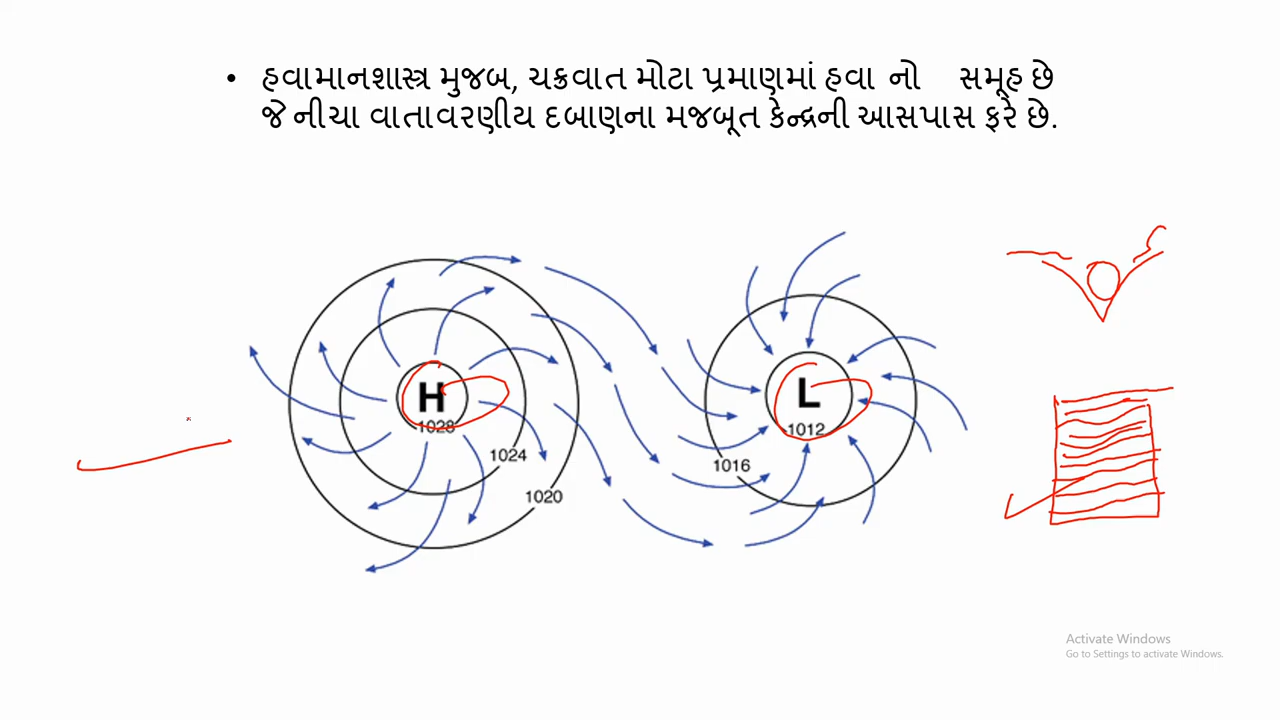 • હવામાનશાસ્ત્ર મુજબ, ચક્રવાત મોટા પ્રમાણમાં હવા નો સમૂહ છે
જે નીચા વાતાવરણીય દબાણના મજબૂત કેન્દ્રની આસપાસ ફરે છે.
H
1028
1024
1020
L
1012
1016
Activate Windows
Go to Settings to activate Windows.